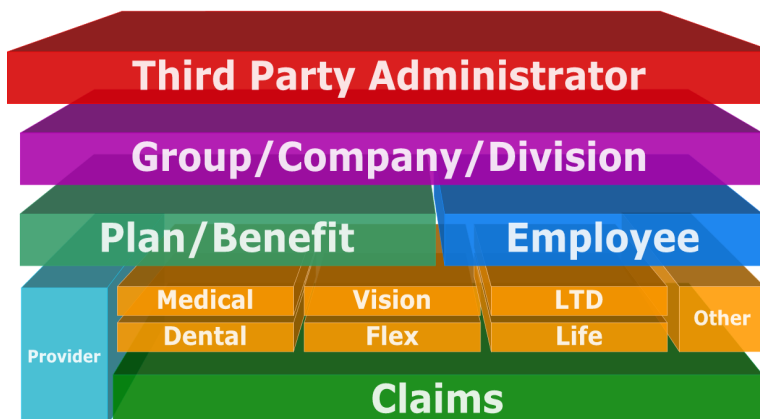 Third Party Administrator
Group/Company/Division
Plan/Benefit
Employee
Medical
Vision
LTD
Dental
Flex
Life
Other
Provider
Claims